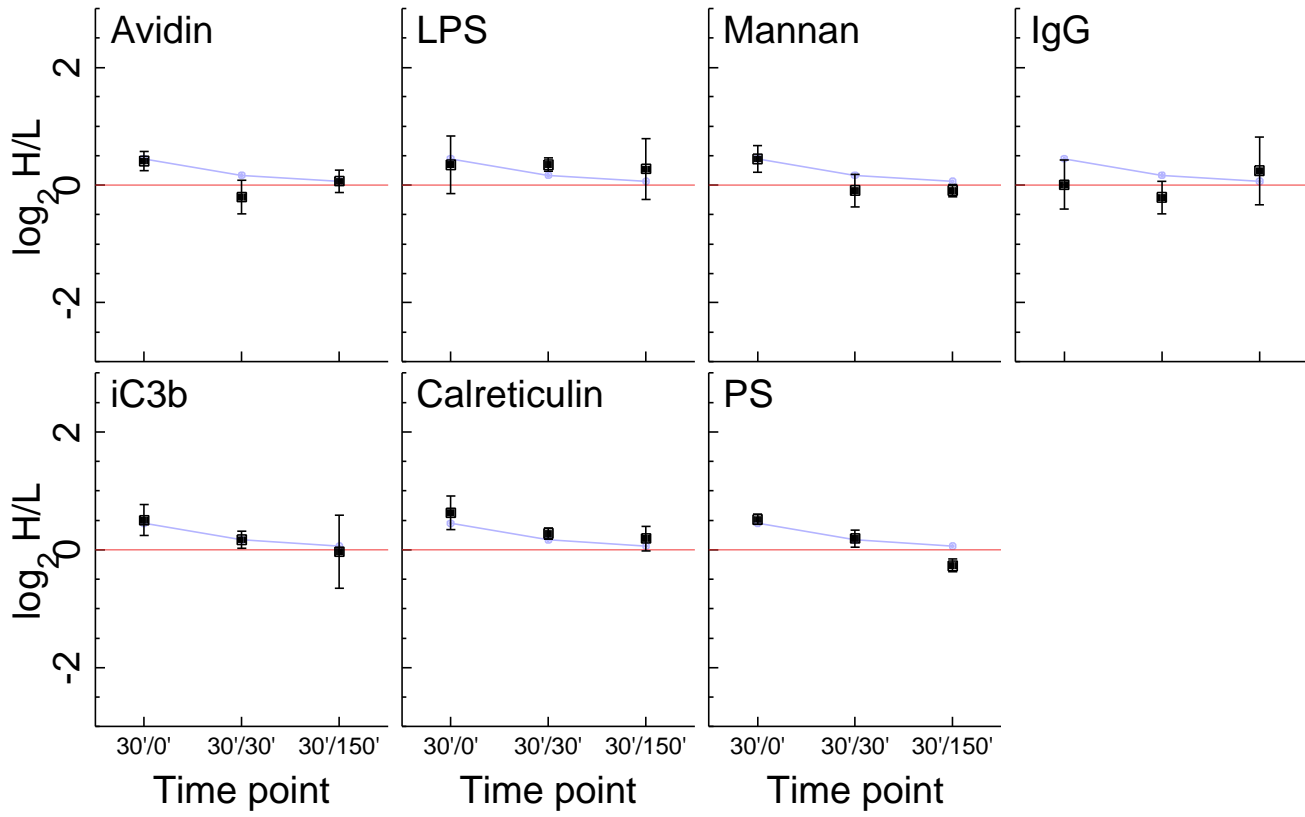 Avidin
LPS
Mannan
IgG
log2 H/L
2
0
-2
iC3b
Calreticulin
PS
log2 H/L
2
0
-2
30'/0' 30'/30' 30'/150'
30'/0' 30'/30' 30'/150'
30'/0' 30'/30' 30'/150'
Time point
Time point
Time point